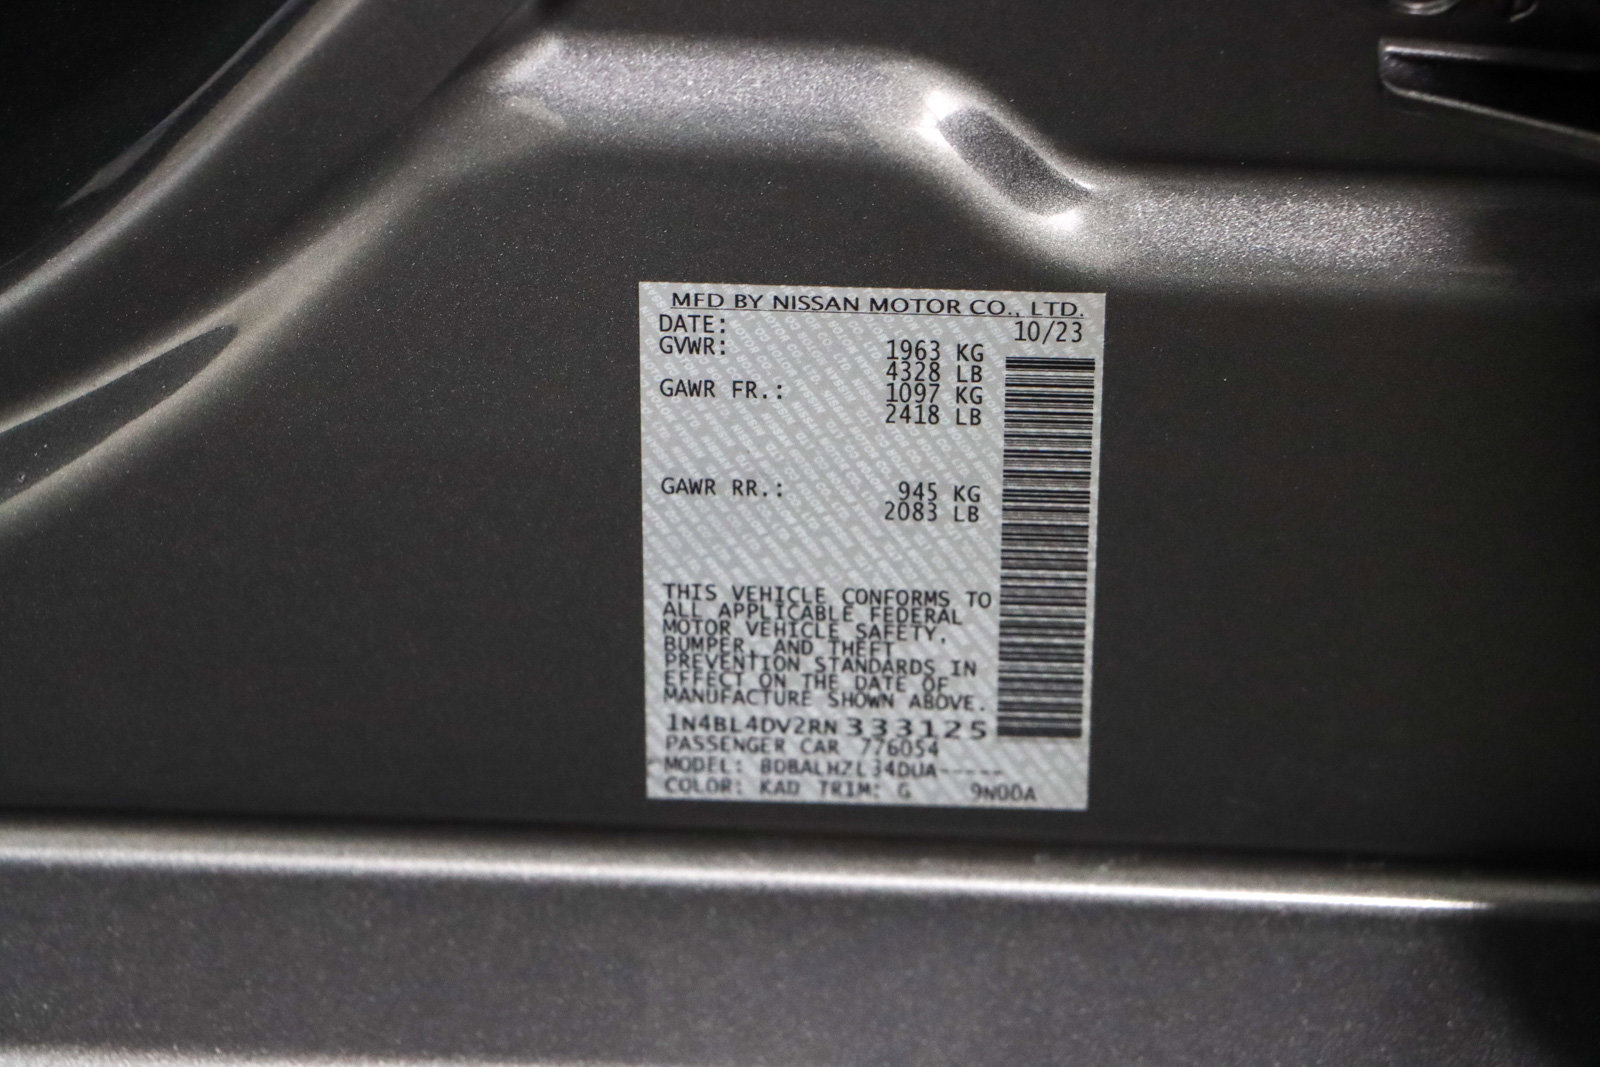 MFD BY NISSAN MOTOR CO., LTD.
DATE: 10/23
GVWR: 1963 KG
4328 LB
GAWR FR.: 1097 KG
2418 LB
GAWR RR.: 945 KG
2083 LB
THIS VEHICLE CONFORMS TO
ALL APPLICABLE FEDERAL
MOTOR VEHICLE SAFETY,
BUMPER, AND THEFT
PREVENTION STANDARDS IN
EFFECT ON THE DATE OF
MANUFACTURE SHOWN ABOVE.
1N4BL4DV2RN 333125
PASSENGER CAR 776054
MODEL: BDBALHZL34DUA-----
COLOR: KAD TRIM: G 9N00A